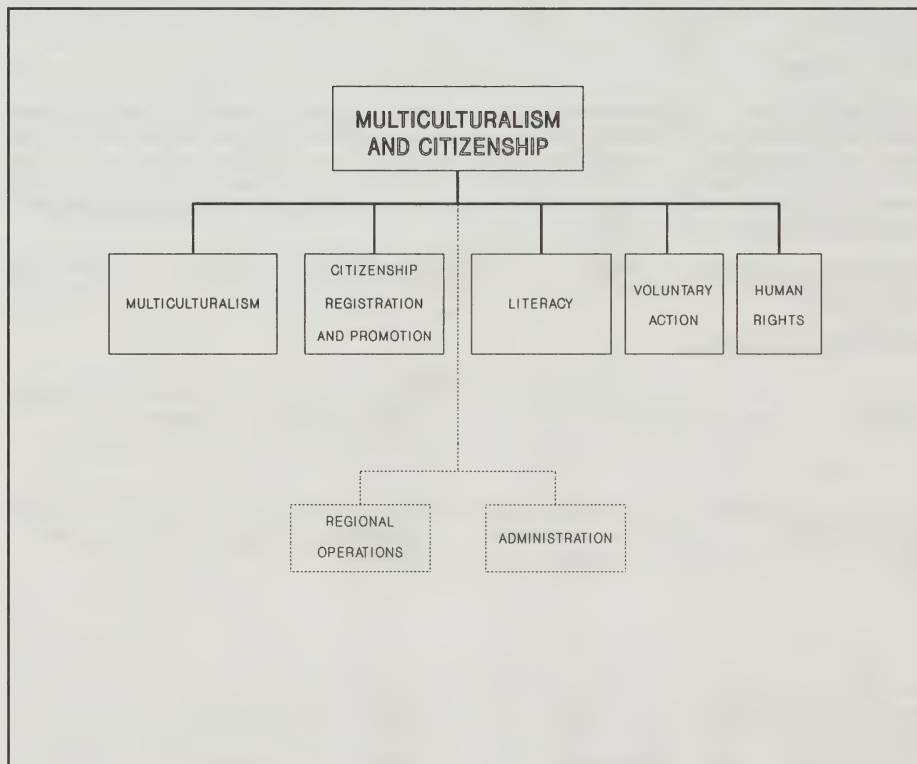 MULTICULTURALISM
AND CITIZENSHIP
MULTICULTURALISM
CITIZENSHIP
REGISTRATION
AND PROMOTION
LITERACY
VOLUNTARY
ACTION
HUMAN
RIGHTS
REGIONAL
OPERATIONS
ADMINISTRATION